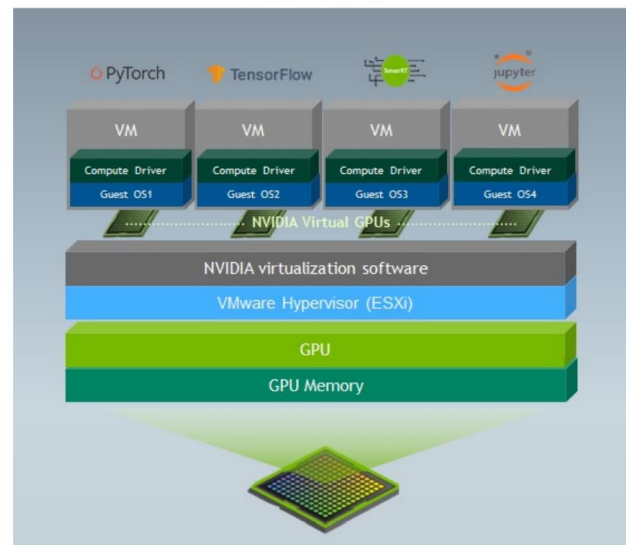 PyTorch TensorFlow TensorRT jupyter
VM VM VM VM
Compute Driver Compute Driver Compute Driver Compute Driver
Guest OS1 Guest OS2 Guest OS3 Guest OS4
NVIDIA Virtual GPUs
NVIDIA virtualization software
VMware Hypervisor (ESXi)
GPU
GPU Memory